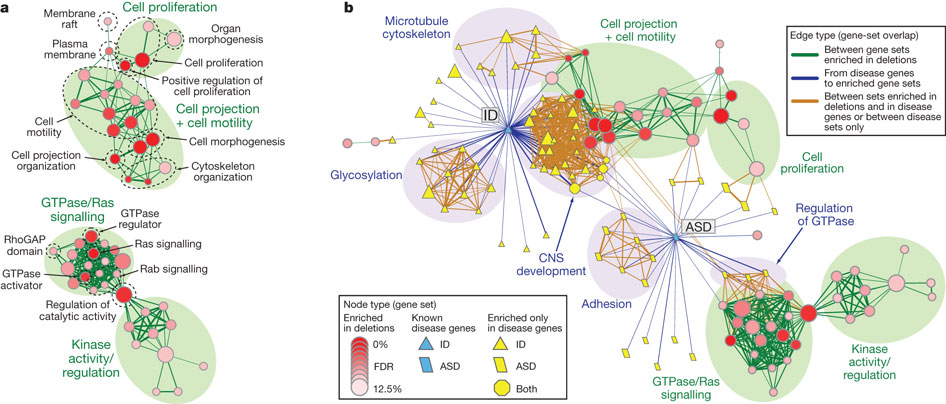 a
Cell proliferation
Membrane
raft
Organ
morphogenesis
Plasma
membrane
Cell proliferation
Positive regulation of
cell proliferation
Cell projection
+ cell motility
Cell
motility
Cell morphogenesis
Cell projection
organization
Cytoskeleton
organization
GTPase/Ras
signalling
GTPase
regulator
RhoGAP
domain
Ras signalling
GTPase
activator
Rab signalling
Regulation of
catalytic activity
Kinase
activity/
regulation
b
Microtubule
cytoskeleton
Cell projection
+ cell motility
ID
Glycosylation
Cell
proliferation
ASD
Regulation
of GTPase
CNS
development
Adhesion
GTPase/Ras
signalling
Kinase
activity/
regulation
Edge type (gene-set overlap)
Between gene sets
enriched in deletions
From disease genes
to enriched gene sets
Between sets enriched in
deletions and in disease
genes or between disease
sets only
Node type (gene set)
Enriched
in deletions
Known
disease genes
Enriched only
in disease genes
0%
FDR
12.5%
ID
ASD
ID
ASD
Both